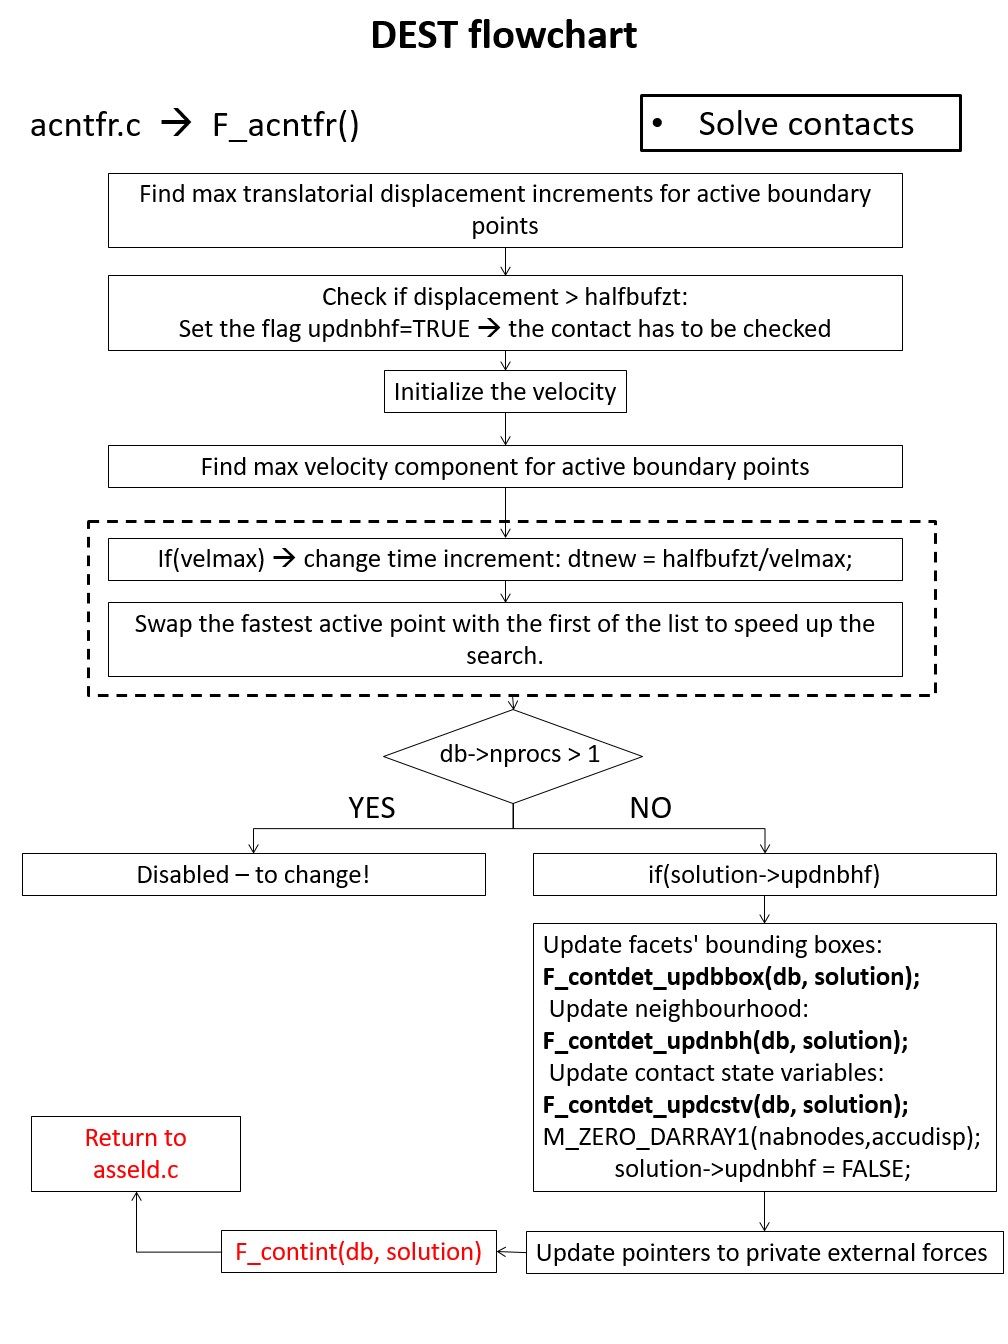 DEST flowchart
acntfr.c → F_acntfr()
• Solve contacts
Find max translatorial displacement increments for active boundary
points
Check if displacement > halfbufzt:
Set the flag updnbhf=TRUE → the contact has to be checked
Initialize the velocity
Find max velocity component for active boundary points
If(velmax) → change time increment: dtnew = halfbufzt/velmax;
Swap the fastest active point with the first of the list to speed up the
search.
db->nprocs > 1
YES
NO
Disabled – to change!
if(solution->updnbhf)
Update facets' bounding boxes:
F_contdet_updbbox(db, solution);
Update neighbourhood:
F_contdet_updnbh(db, solution);
Update contact state variables:
F_contdet_updcstv(db, solution);
M_ZERO_DARRAY1(nabnodes,accudisp);
solution->updnbhf = FALSE;
Update pointers to private external forces
F_contint(db, solution)
Return to
asseld.c